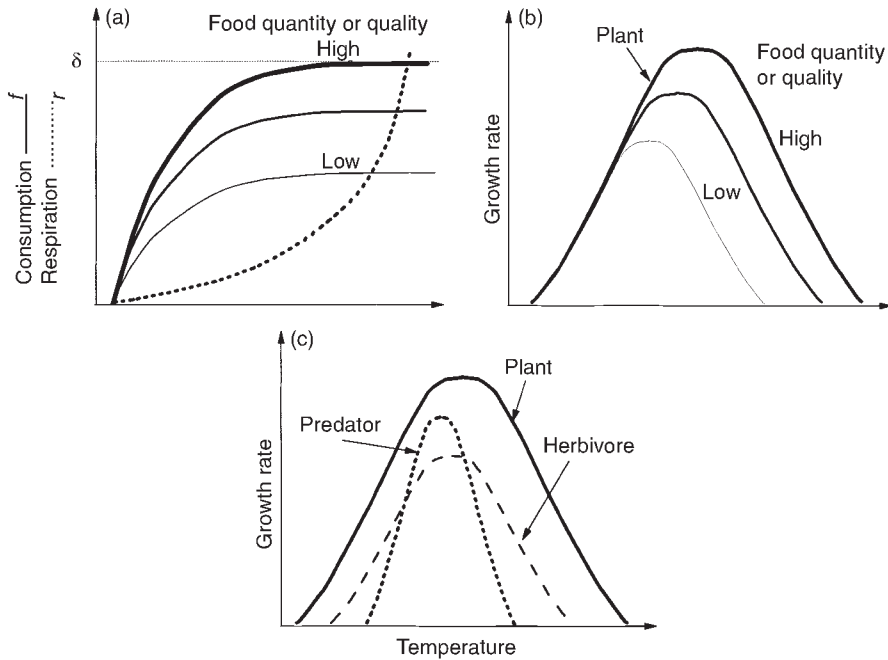 (a)
Food quantity or quality
High
δ
Low
Consumption f
Respiration r
(b)
Plant
Food quantity
or quality
High
Low
Growth rate
(c)
Plant
Predator
Herbivore
Growth rate
Temperature